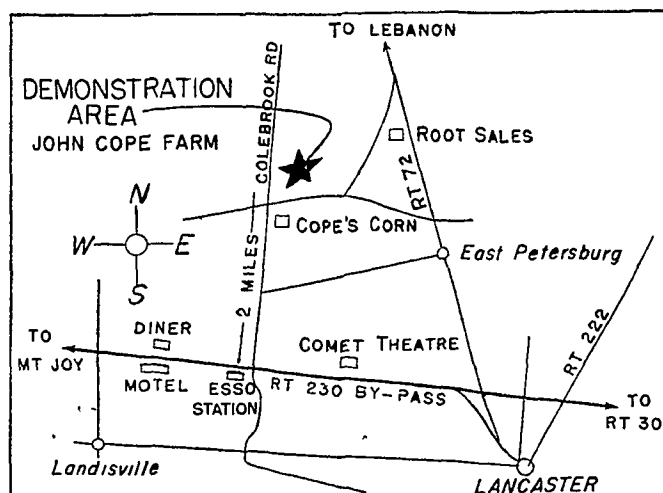 TO LEBANON
DEMONSTRATION
AREA
JOHN COPE FARM
COLEBROOK RD
ROOT SALES
RT 72
N
W E
S
COPE'S CORN
East Petersburg
2 MILES
RT 222
TO
MT JOY
DINER
MOTEL
ESSO
STATION
COMET THEATRE
RT 230 BY-PASS
TO
RT 30
Landisville
LANCASTER